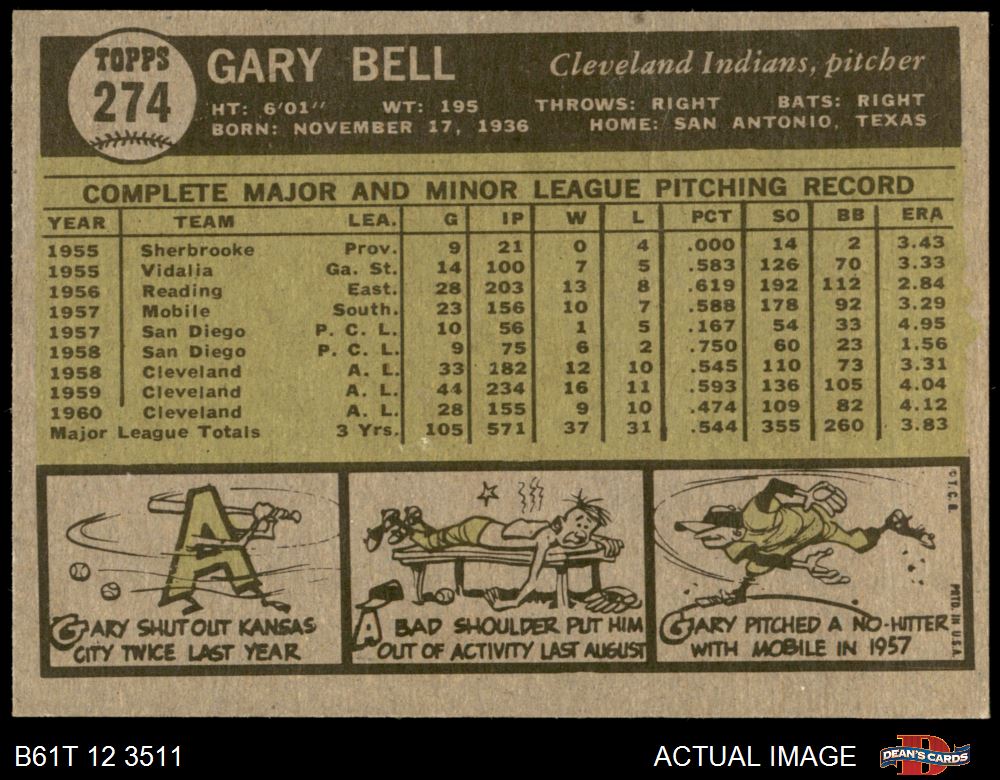 TOPPS
274
GARY BELL
Cleveland Indians, pitcher
HT: 6'01" WT: 195 THROWS: RIGHT BATS: RIGHT
BORN: NOVEMBER 17, 1936 HOME: SAN ANTONIO, TEXAS
COMPLETE MAJOR AND MINOR LEAGUE PITCHING RECORD
YEAR TEAM LEA. G IP W L PCT SO BB ERA
1955 Sherbrooke Prov. 9 21 0 4 .000 14 2 3.43
1955 Vidalia Ga. St. 14 100 7 5 .583 126 70 3.33
1956 Reading East. 28 203 13 8 .619 192 112 2.84
1957 Mobile South. 23 156 10 7 .588 178 92 3.29
1957 San Diego P. C. L. 10 56 1 5 .167 54 33 4.95
1958 San Diego P. C. L. 9 75 6 2 .750 60 23 1.56
1958 Cleveland A. L. 33 182 12 10 .545 110 73 3.31
1959 Cleveland A. L. 44 234 16 11 .593 136 105 4.04
1960 Cleveland A. L. 28 155 9 10 .474 109 82 4.12
Major League Totals 3 Yrs. 105 571 37 31 .544 355 260 3.83
A
GARY SHUT OUT KANSAS
CITY TWICE LAST YEAR
A BAD SHOULDER PUT HIM
OUT OF ACTIVITY LAST AUGUST
GARY PITCHED A NO-HITTER
WITH MOBILE IN 1957
© T.C.G.
PRTD. IN U.S.A.
B61T 12 3511
ACTUAL IMAGE
DEAN'S CARDS